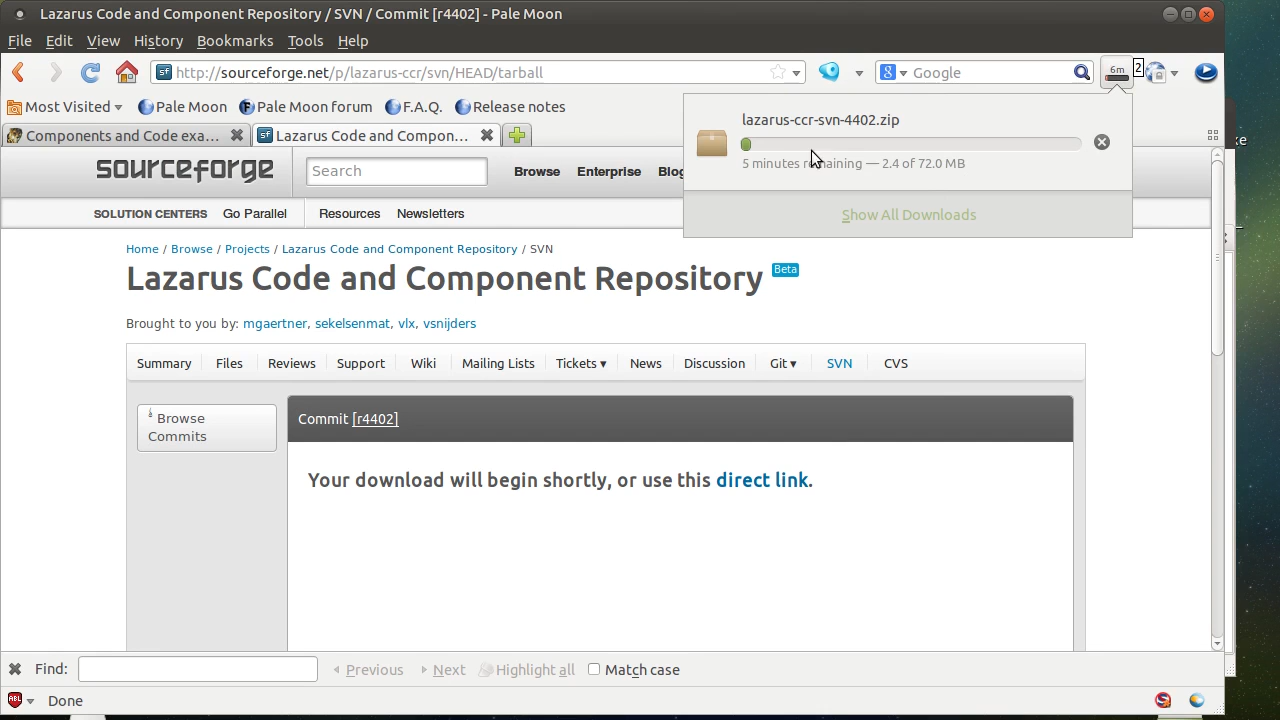 Lazarus Code and Component Repository / SVN / Commit [r4402] - Pale Moon
File Edit View History Bookmarks Tools Help
sf http://sourceforge.net/p/lazarus-ccr/svn/HEAD/tarball
8 Google
6m
2
Most Visited Pale Moon Pale Moon forum F.A.Q. Release notes
Components and Code exa...
sf Lazarus Code and Compon...
lazarus-ccr-svn-4402.zip
5 minutes remaining — 2.4 of 72.0 MB
Show All Downloads
sourceforge
Search
Browse Enterprise Blog
SOLUTION CENTERS Go Parallel Resources Newsletters
Home / Browse / Projects / Lazarus Code and Component Repository / SVN
Lazarus Code and Component Repository Beta
Brought to you by: mgaertner, sekelsenmat, vlx, vsnijders
Summary Files Reviews Support Wiki Mailing Lists Tickets ▾ News Discussion Git ▾ SVN CVS
Browse
Commits
Commit [r4402]
Your download will begin shortly, or use this direct link.
Find: Previous Next Highlight all Match case
ABL Done